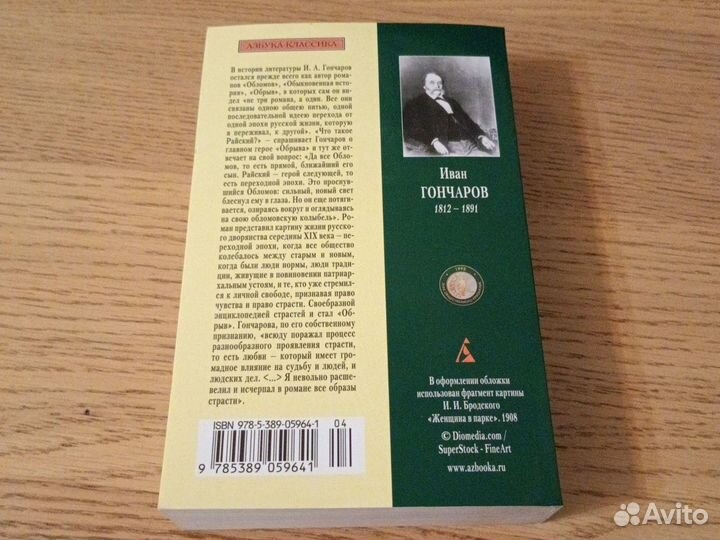 АЗБУКА-КЛАССИКА
В истории литературы И. А. Гончаров
остался прежде всего как автор рома-
нов «Обломов», «Обыкновенная исто-
рия», «Обрыв», в которых сам он ви-
дел «не три романа, а один. Все они
связаны одною общею нитью, одной
последовательной идеею перехода от
одной эпохи русской жизни, которую
я переживал, к другой». «Что такое
Райский?» – спрашивает Гончаров о
главном герое «Обрыва» и тут же от-
вечает на свой вопрос: «Да все Обло-
мов, то есть прямой, ближайший его
сын. Райский – герой следующей, то
есть переходной эпохи. Это проснув-
шийся Обломов: сильный, новый свет
блеснул ему в глаза. Но он еще потяги-
вается, озираясь вокруг и оглядываясь
на свою обломовскую колыбель». Ро-
ман представил картину жизни русско-
го дворянства середины XIX века – пе-
реходной эпохи, когда все общество
колебалось между старым и новым,
когда были люди нормы, люди тради-
ции, живущие в повиновении патриар-
хальным устоям, и те, кто уже стремил-
ся к личной свободе, признавая право
чувства и право страсти. Своеобразной
энциклопедией страстей и стал «Об-
рыв». Гончарова, по его собственному
признанию, «всюду поражал процесс
разнообразного проявления страсти,
то есть любви – который имеет гро-
мадное влияние на судьбу и людей, и
людских дел. <...> Я невольно расше-
велил и исчерпал в романе все образы
страсти».
ISBN 978-5-389-05964-1
04
9 785389 059641
Иван
ГОНЧАРОВ
1812 – 1891
1995
В оформлении обложки
использован фрагмент картины
И. И. Бродского
«Женщина в парке». 1908
© Diomedia.com /
SuperStock - FineArt
www.azbooka.ru
Avito